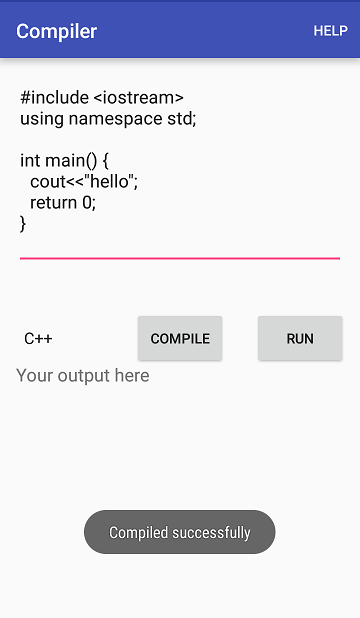 Compiler
HELP
#include <iostream>
using namespace std;
int main() {
cout<<"hello";
return 0;
}
C++
COMPILE
RUN
Your output here
Compiled successfully